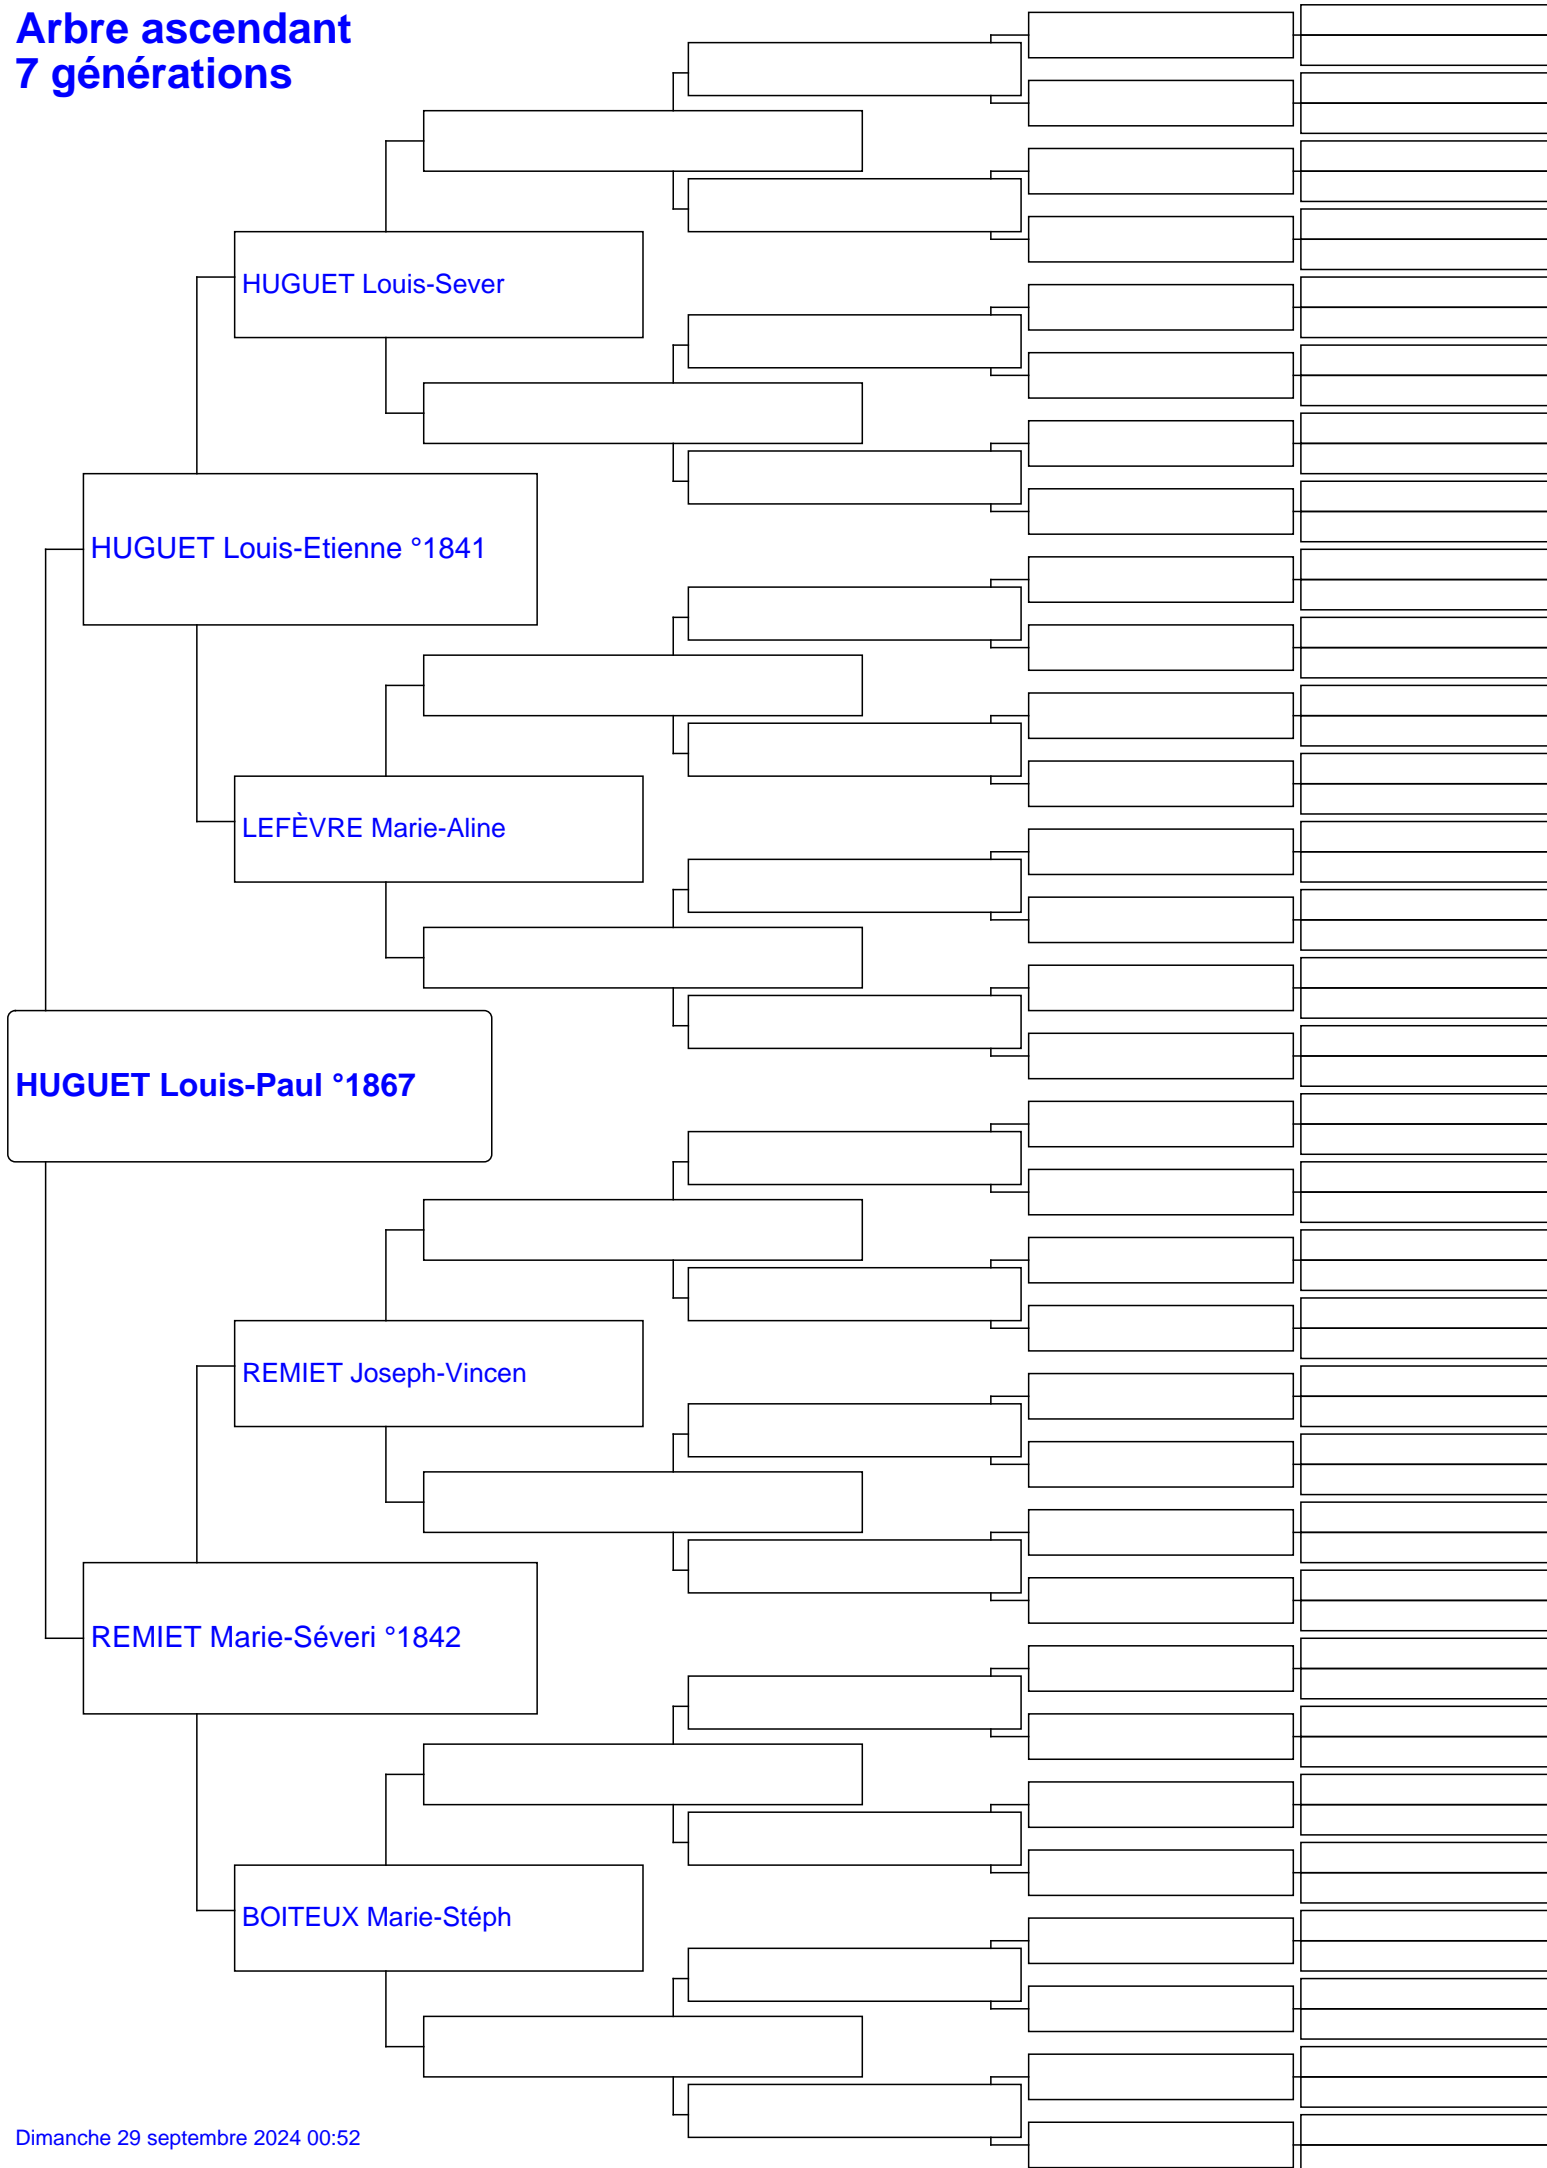 Arbre ascendant
7 générations
HUGUET Louis-Sever
HUGUET Louis-Etienne °1841
LEFÈVRE Marie-Aline
HUGUET Louis-Paul °1867
REMIET Joseph-Vincen
REMIET Marie-Séveri °1842
BOITEUX Marie-Stéph
Dimanche 29 septembre 2024 00:52